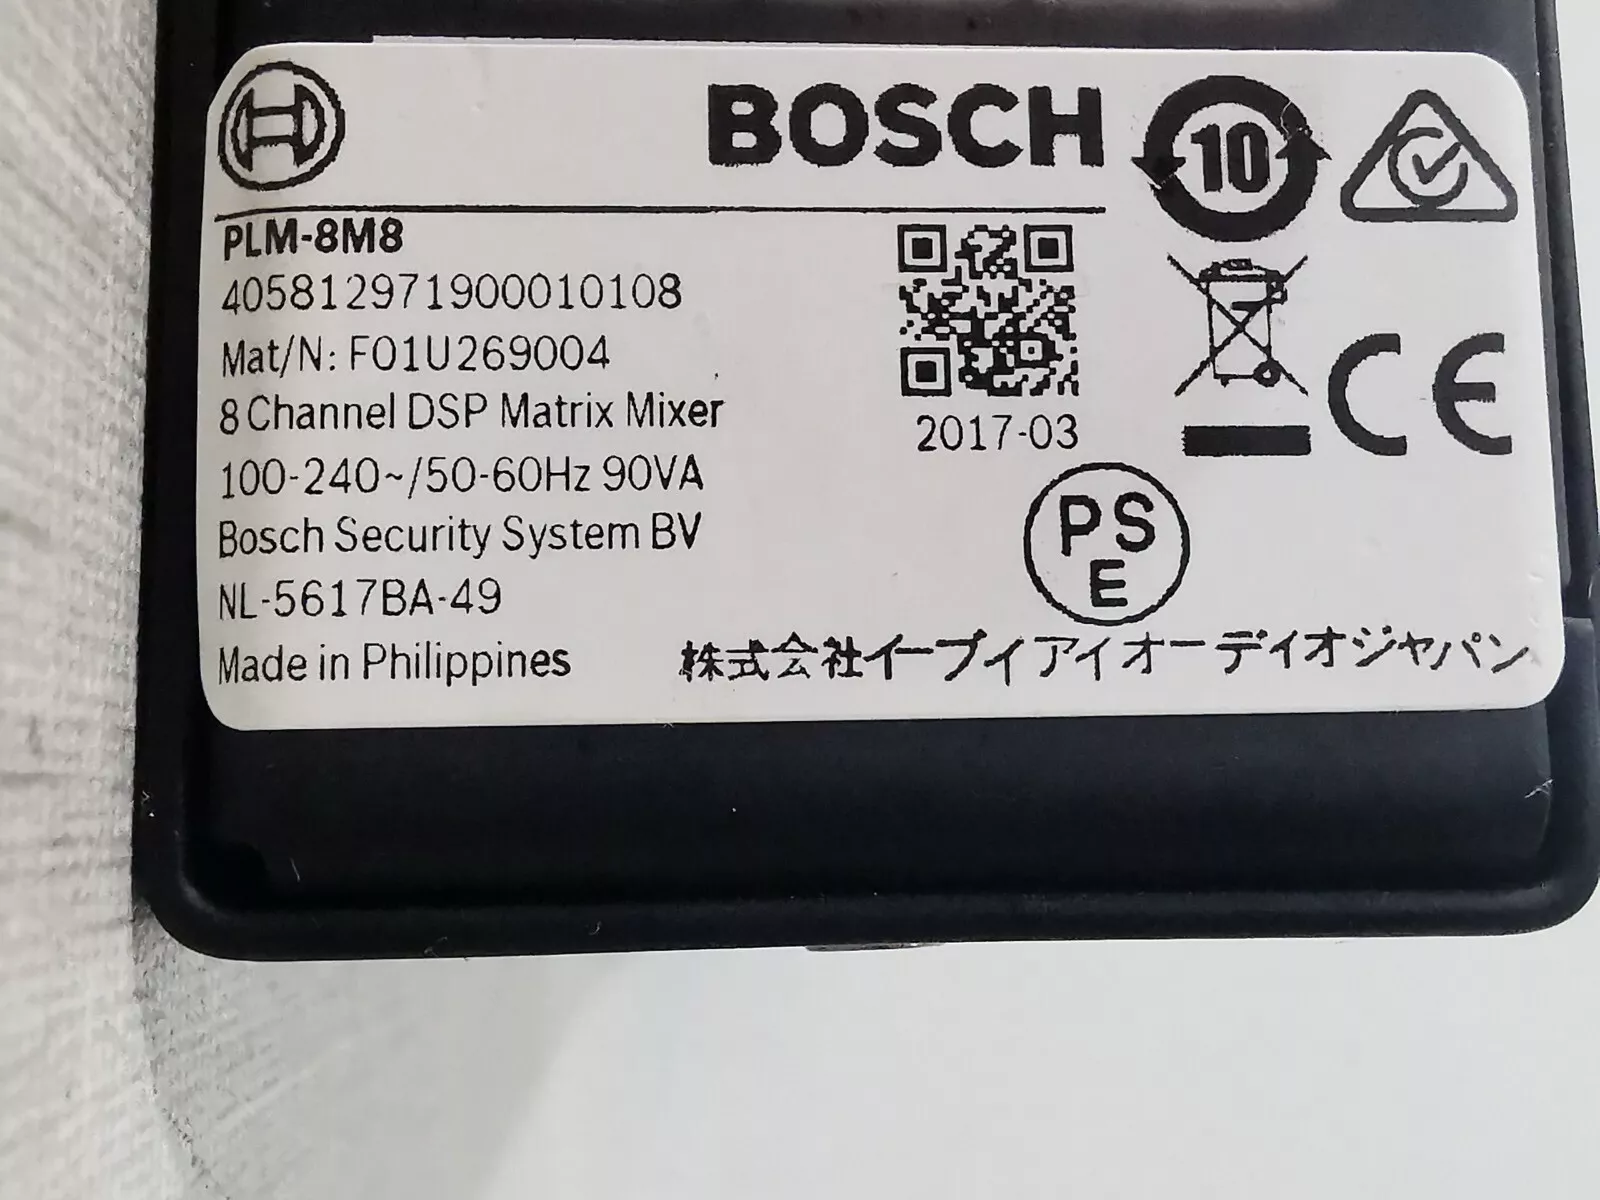 BOSCH
10
PLM-8M8
405812971900010108
Mat/N: F01U269004
8 Channel DSP Matrix Mixer
100-240~/50-60Hz 90VA
Bosch Security System BV
NL-5617BA-49
Made in Philippines
2017-03
CE
PS
E
株式会社イーブイアイオーディオジャパン